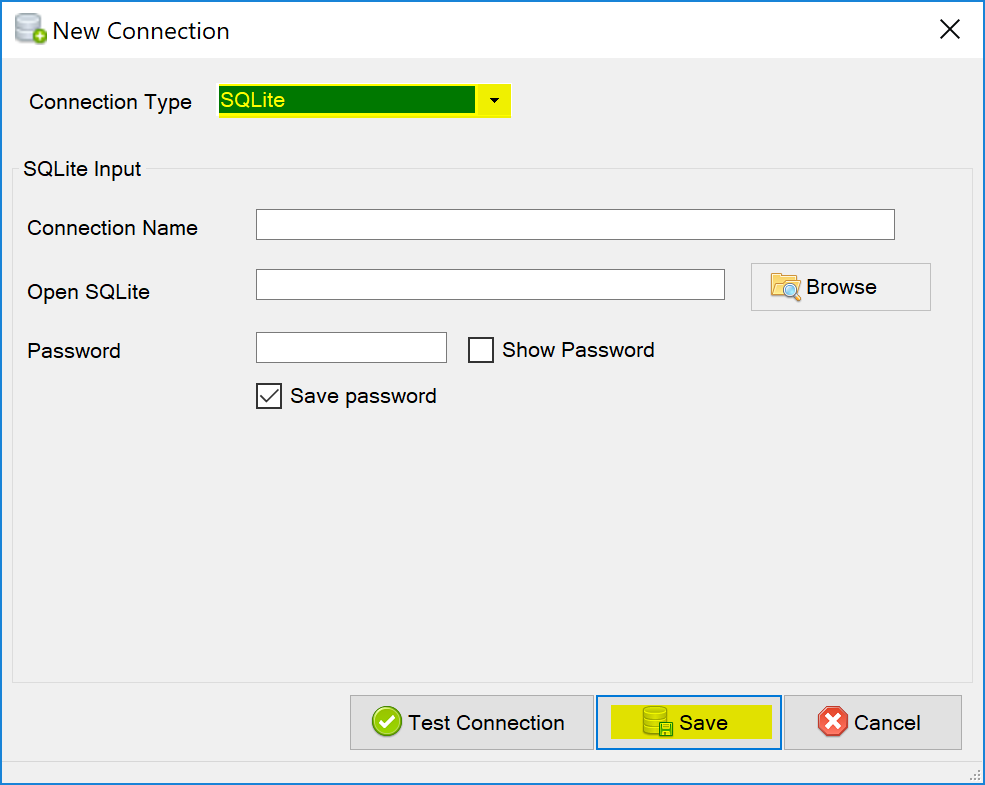 New Connection
Connection Type SQLite
SQLite Input
Connection Name
Open SQLite Browse
Password Show Password
Save password
Test Connection Save Cancel